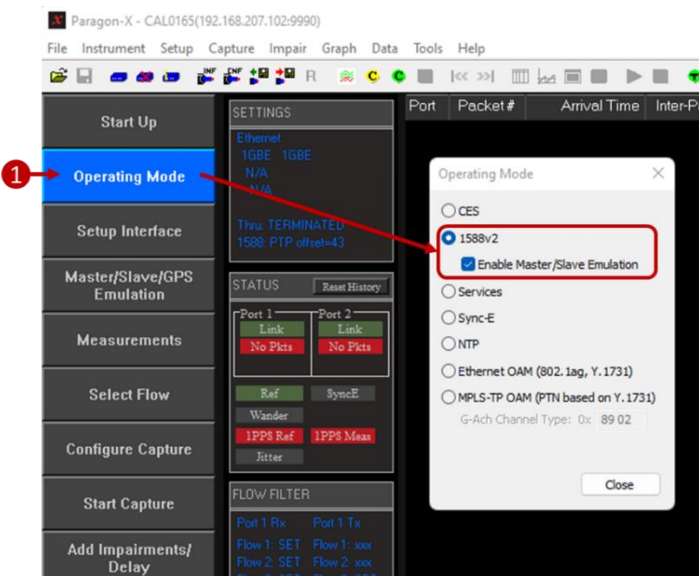 Paragon-X - CAL0165(192.168.207.102:9990)
File Instrument Setup Capture Impair Graph Data Tools Help
INF CNF R C C
Start Up
Operating Mode
Setup Interface
Master/Slave/GPS
Emulation
Measurements
Select Flow
Configure Capture
Start Capture
Add Impairments/
Delay
1
SETTINGS
Ethernet
1GBE 1GBE
N/A
N/A
Thru: TERMINATED
1588: PTP offset=43
STATUS Reset History
Port 1 Port 2
Link Link
No Pkts No Pkts
Ref SyncE
Wander
1PPS Ref 1PPS Meas
Jitter
FLOW FILTER
Port 1 Rx Port 1 Tx
Flow 1: SET Flow 1: xxx
Flow 2: SET Flow 2: xxx
Port Packet# Arrival Time
Operating Mode
CES
1588v2
Enable Master/Slave Emulation
Services
Sync-E
NTP
Ethernet OAM (802.1ag, Y.1731)
MPLS-TP OAM (PTN based on Y.1731)
G-Ach Channel Type: 0x 89 02
Close